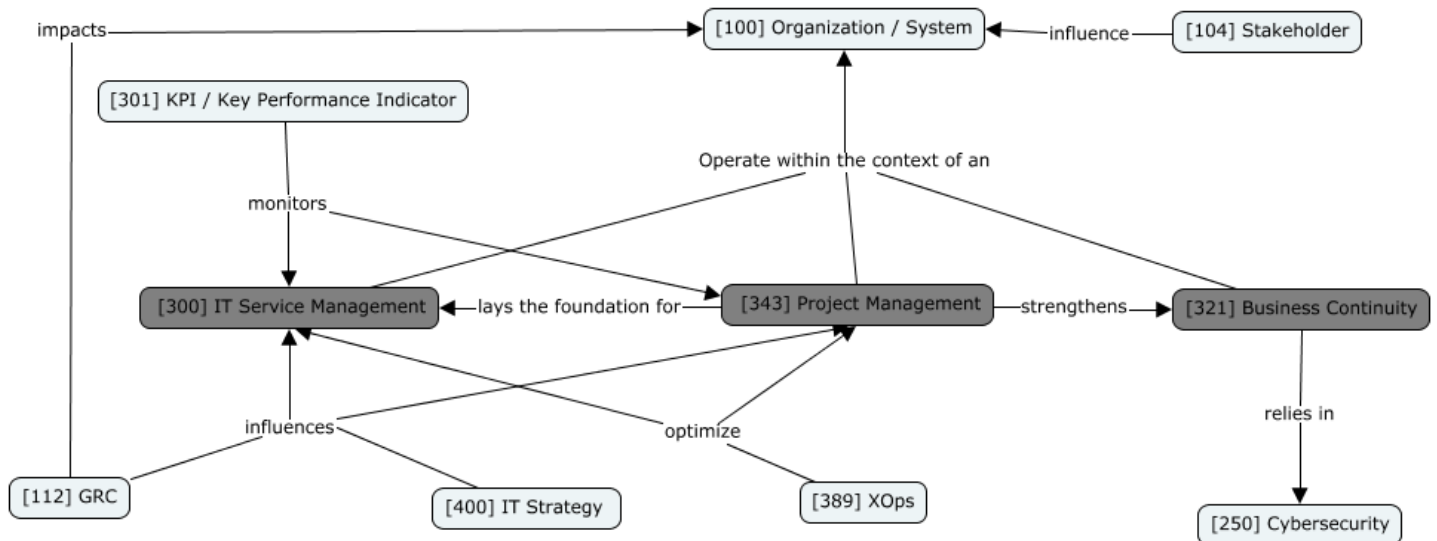 impacts
[100] Organization / System
influence
[104] Stakeholder
[301] KPI / Key Performance Indicator
Operate within the context of an
monitors
[300] IT Service Management
lays the foundation for
[343] Project Management
strengthens
[321] Business Continuity
influences
optimize
relies in
[112] GRC
[400] IT Strategy
[389] XOps
[250] Cybersecurity